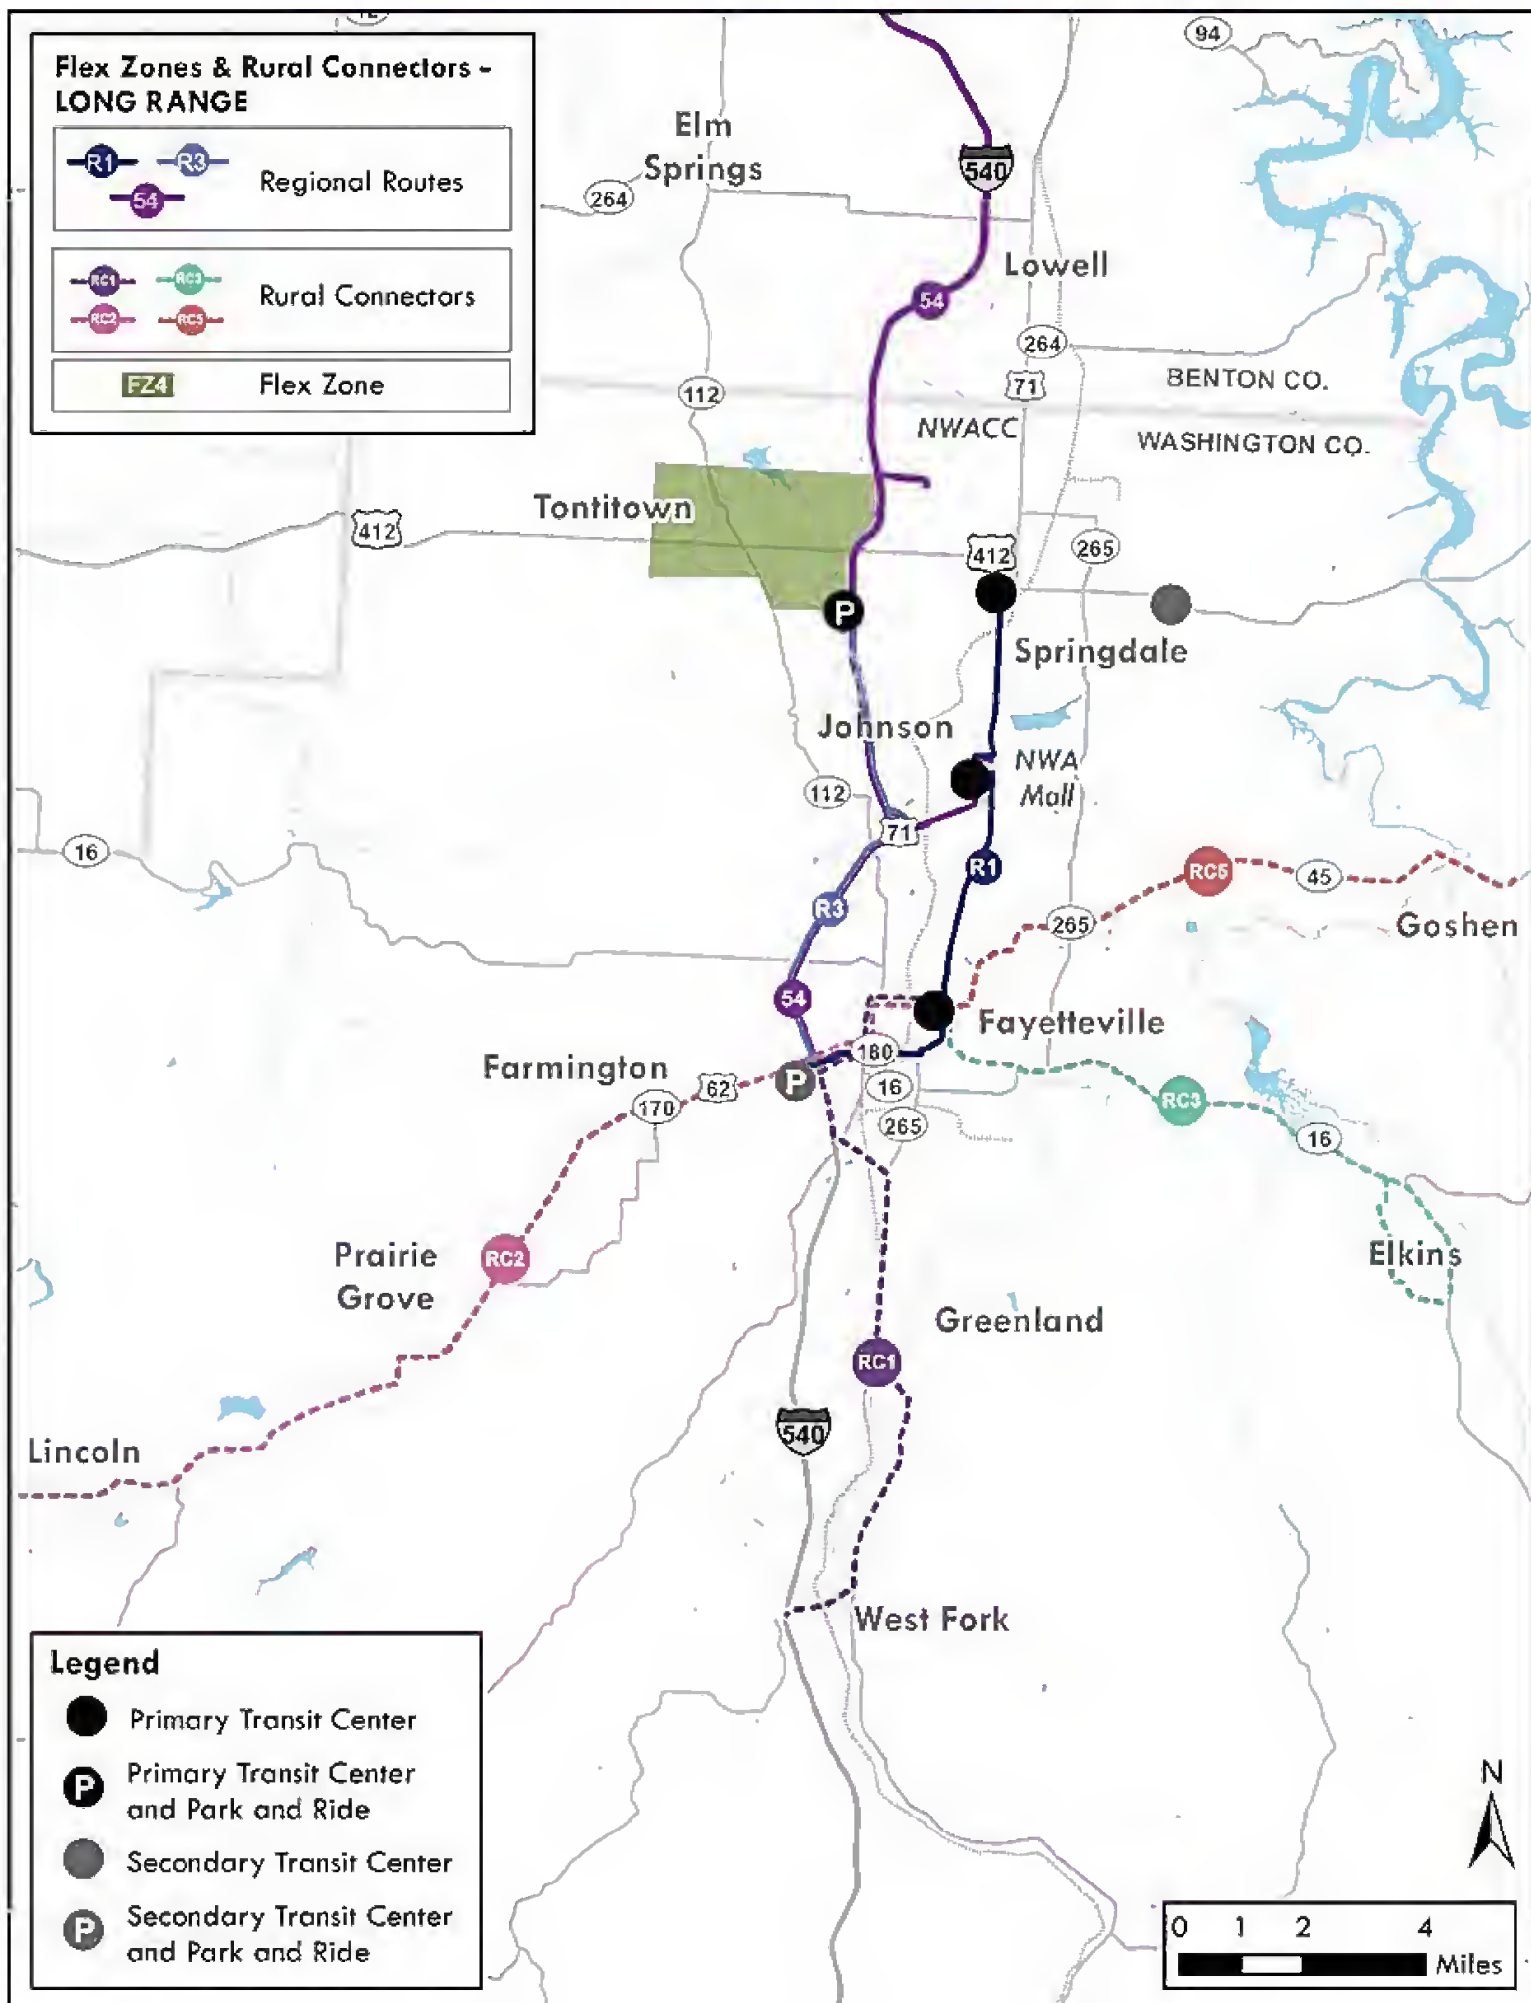 94
Flex Zones & Rural Connectors -
LONG RANGE
R1
R3
54
Regional Routes
RC1
RC3
RC2
RC5
Rural Connectors
FZ4
Flex Zone
Elm
Springs
264
540
Lowell
54
264
71
BENTON CO.
112
NWACC
WASHINGTON CO.
Tontitown
412
412
265
P
Springdale
Johnson
NWA
Mall
112
71
16
R1
RC5
45
R3
265
Goshen
54
Fayetteville
180
Farmington
62
P
16
170
265
RC3
16
Prairie
Grove
RC2
Elkins
Greenland
RC1
540
Lincoln
West Fork
Legend
Primary Transit Center
P
Primary Transit Center
and Park and Ride
Secondary Transit Center
P
Secondary Transit Center
and Park and Ride
N
0 1 2 4
Miles